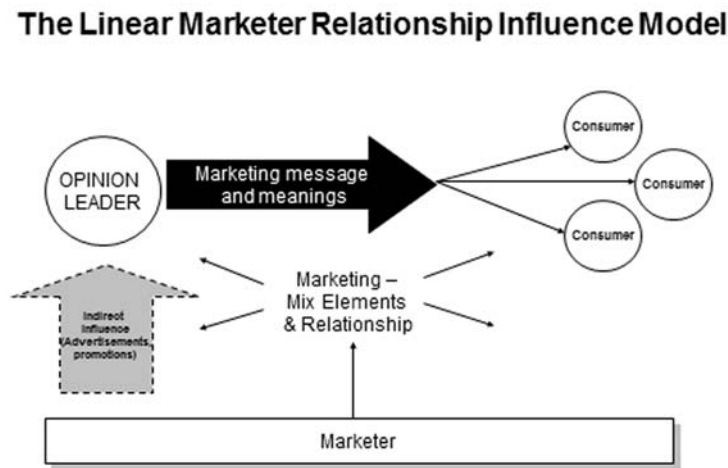 The Linear Marketer Relationship Influence Model
Consumer
OPINION
LEADER
Marketing message
and meanings
Consumer
Consumer
Marketing –
Mix Elements
& Relationship
Indirect
Influence
(Advertisements,
promotions)
Marketer